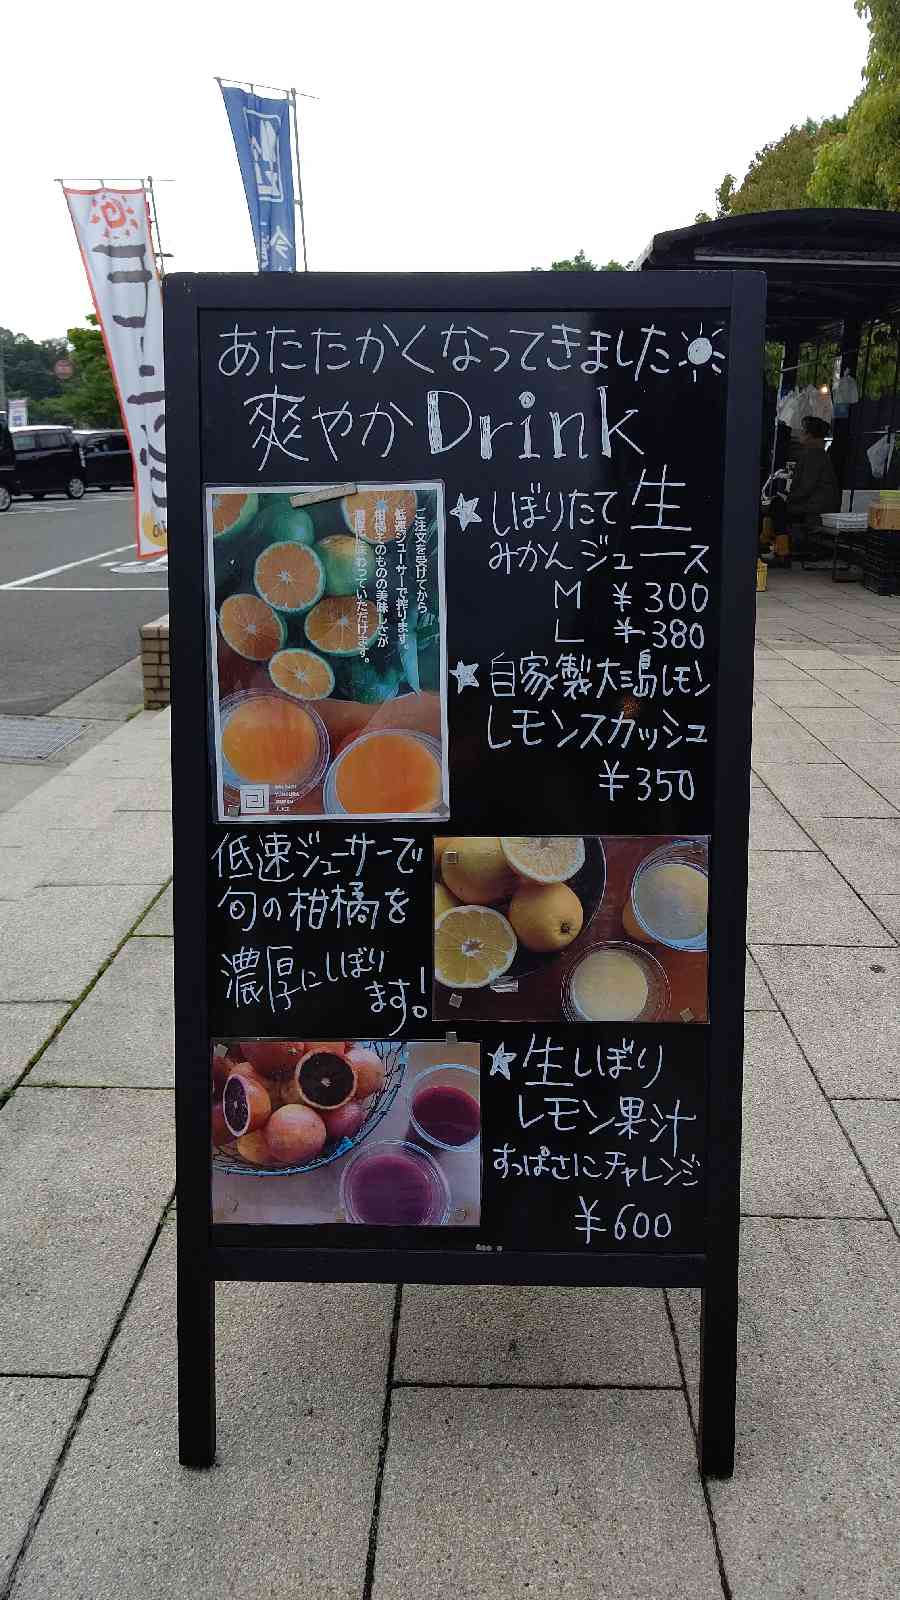 あたたかくなってきました
爽やかDrink
ご注文を受けてから
低速ジューサーで搾ります。
柑橘そのものの美味しさが
濃厚に味わっていただけます。
★しぼりたて生
みかんジュース
M ¥300
L ¥380
★自家製大三島レモン
レモンスカッシュ
¥350
低速ジューサーで
旬の柑橘を
濃厚にしぼり
ます!
★生しぼり
レモン果汁
すっぱさにチャレンジ
¥600